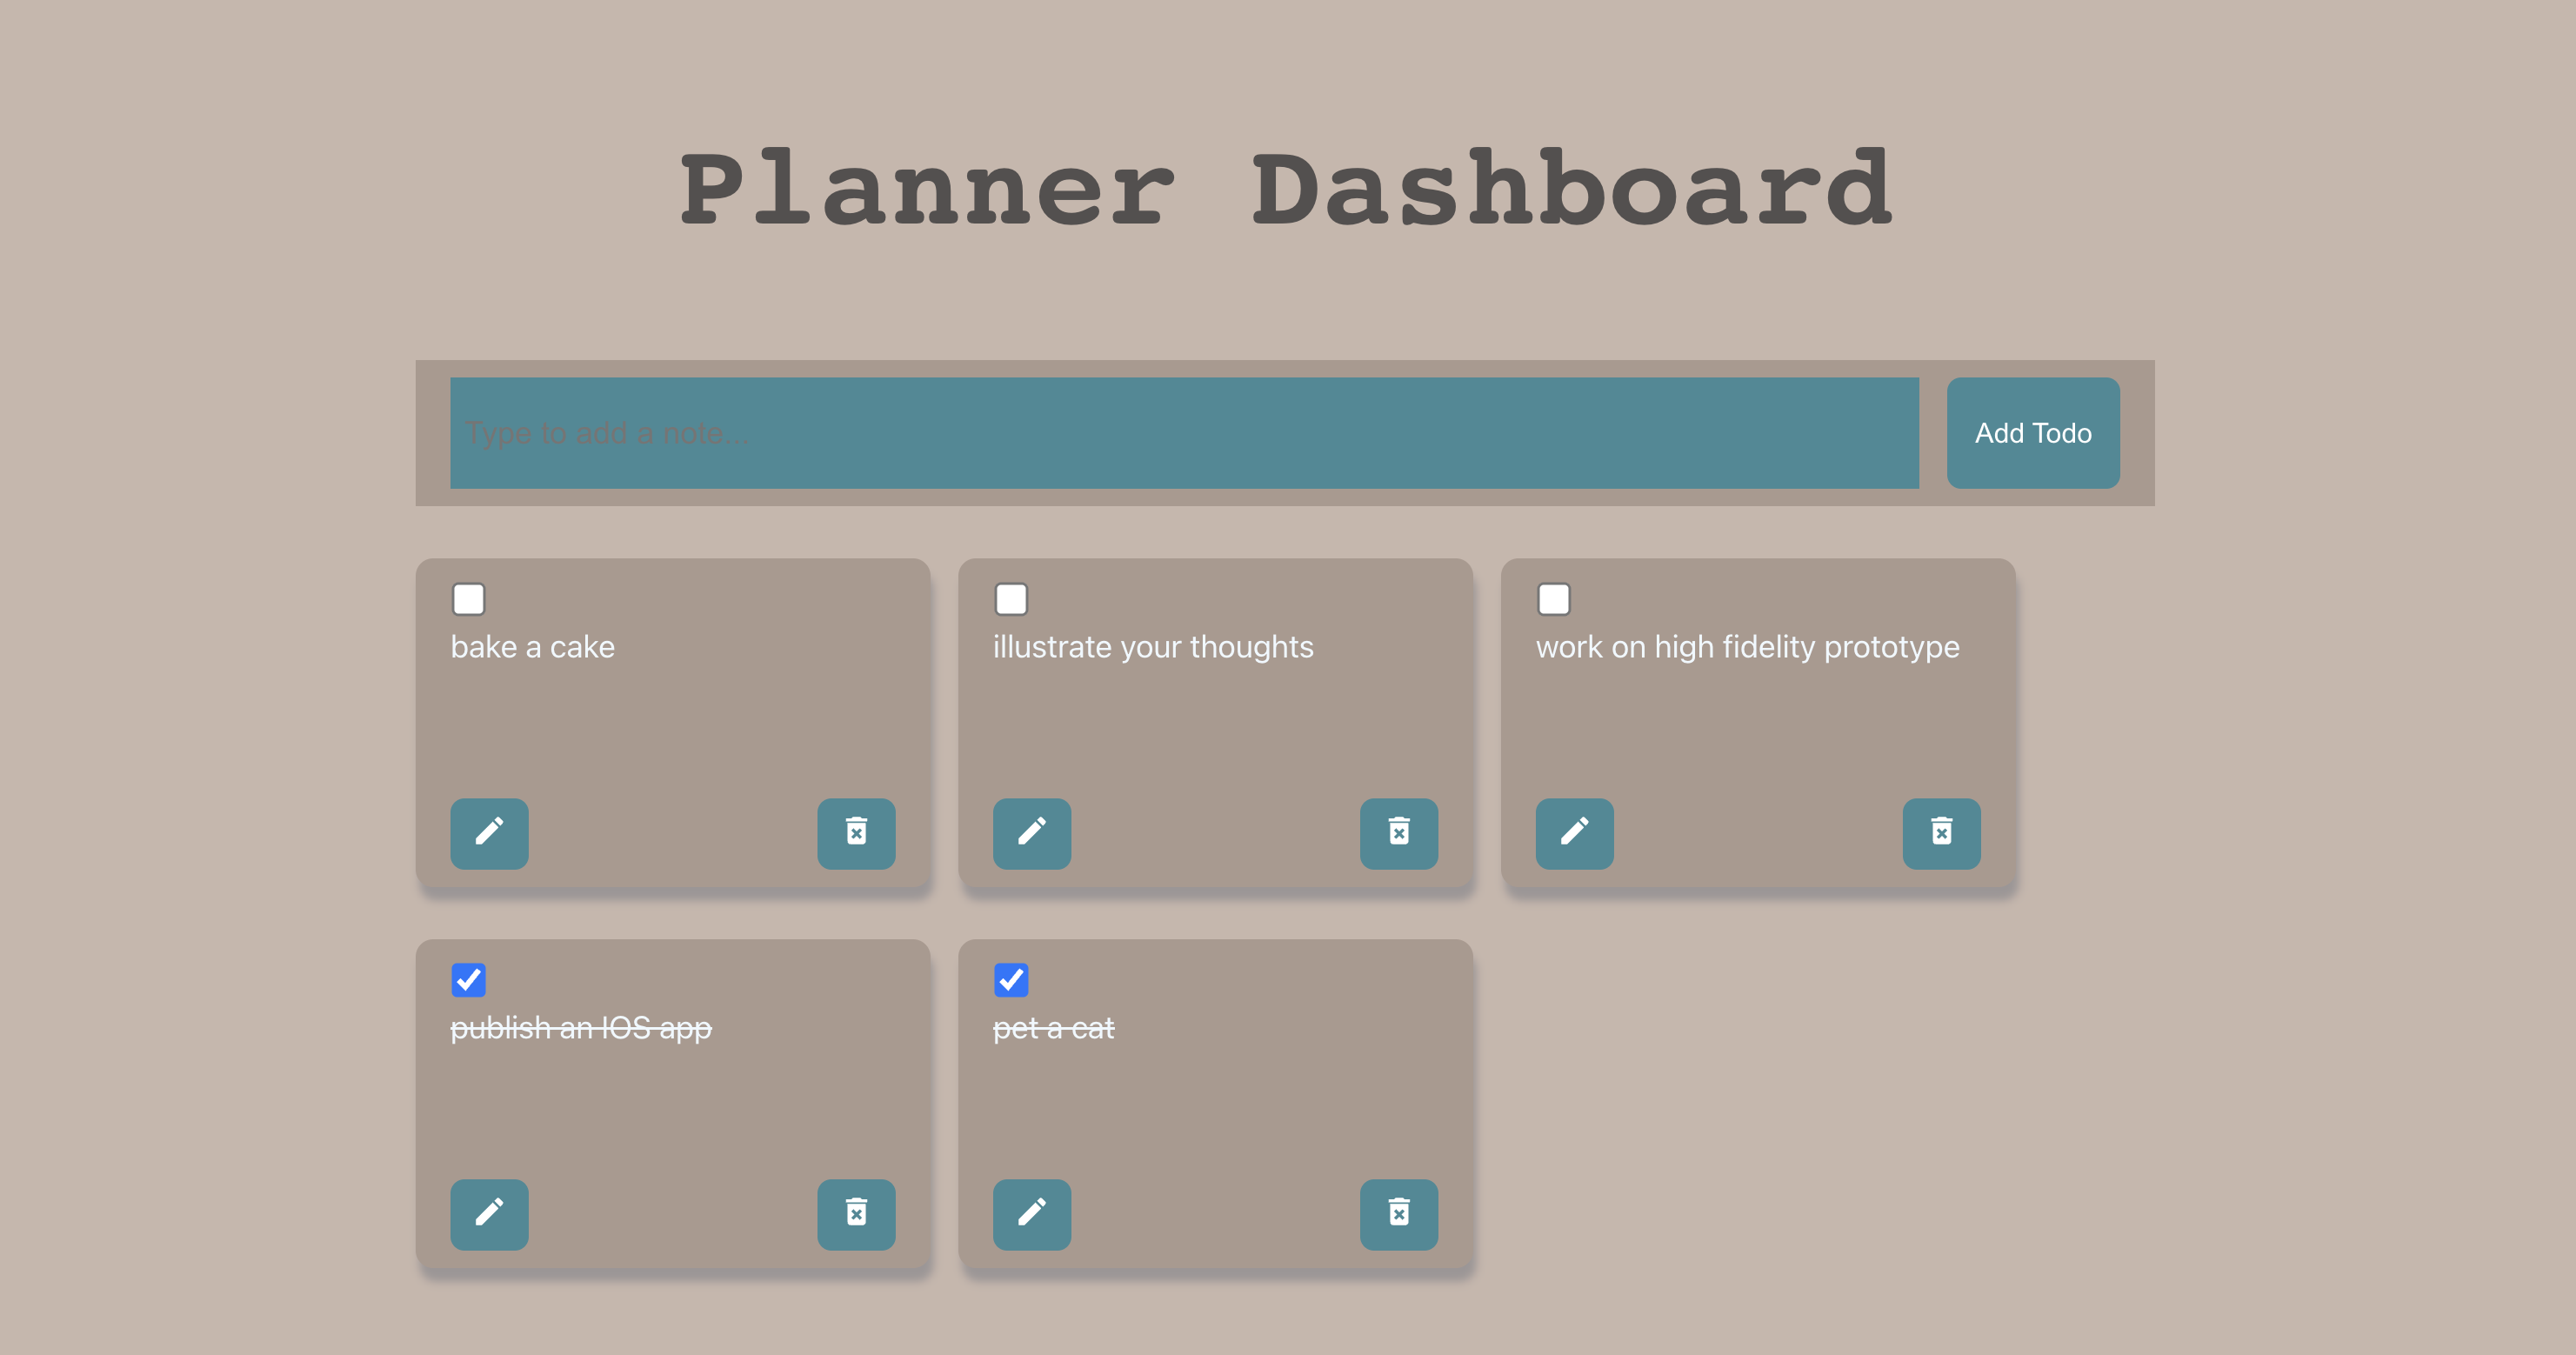 Planner Dashboard
Type to add a note...
Add Todo
bake a cake
illustrate your thoughts
work on high fidelity prototype
publish an IOS app
pet a cat